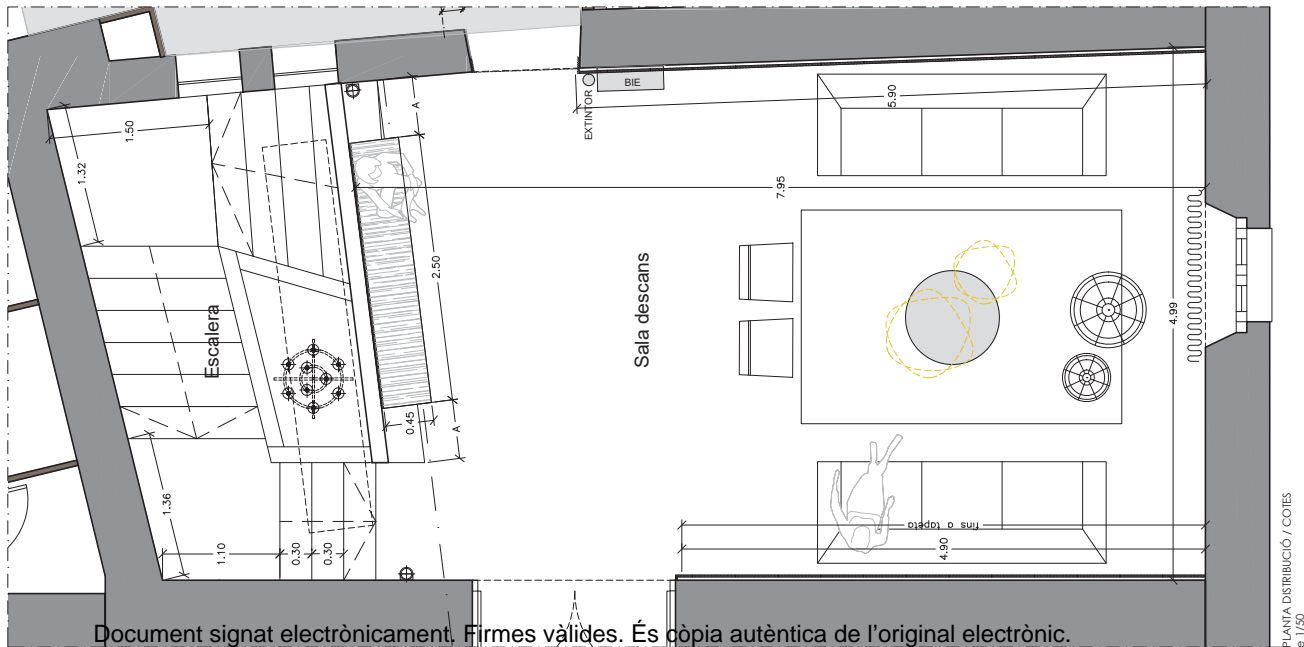 1.50
1.32
Escalera
1.36
1.10
0.30
0.30
A
2.50
0.45
A
EXTINTOR
BIE
5.90
7.95
Sala descans
4.99
fins a tapeta
4.90
PLANTA DISTRIBUCIÓ / COTES
e 1/50
Document signat electrònicament. Firmes vàlides. És còpia autèntica de l'original electrònic.